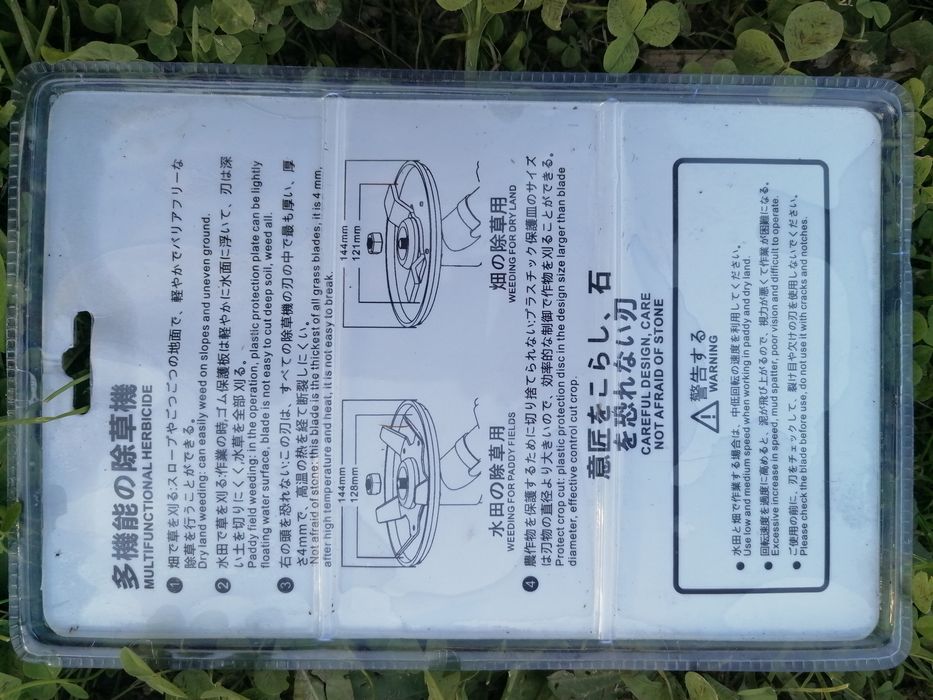 多機能の除草機
MULTIFUNCTIONAL HERBICIDE
1 畑で草を刈る:スロープやごつごつの地面で、軽やかで4バリアフリーな
除草を行うことができる。
Dry land weeding: can easily weed on slopes and uneven ground.
2 水田で草を刈る作業の時,ゴム保護板は軽やかに水面に浮いて、刃は深
い土を切りにくく,水草を全部刈る。
Paddy field weeding: in the operation, plastic protection plate can be lightly
floating water surface, blade is not easy to cut deep soil, weed all.
3 右の頭を恐れない:この刃は、すべての除草機の刃の中で最も厚い、厚
さ4mmで、高温の熱を経て断裂しにくい。
Not afraid of stone: this blade is the thickest of all grass blades, it is 4 mm,
after high temperature and heat, it is not easy to break.
144mm
128mm
水田の除草用
WEEDING FOR PADDY FIELDS
144mm
121mm
畑の除草用
WEEDING FOR DRY LAND
4 農作物を保護するために切り捨てられない:プラスチック保護皿のサイズ
は刃物の直径より大きいので、効率的な制御で作物を刈ることができる。
Protect crop cut: plastic protection disc in the design size larger than blade
diameter, effective control cut crop.
意匠をこらし、石
を恐れない刃
CAREFUL DESIGN, CARE
NOT AFRAID OF STONE
警告する
WARNING
● 水田と畑で作業する場合は、中低回転の速度を利用してください。
Use low and medium speed when working in paddy and dry land.
● 回転速度を過度に高めると、泥が飛び上がるので、視力が悪くて作業が困難になる。
Excessive increase in speed, mud spatter, poor vision and difficult to operate.
● ご使用の前に、刃をチェックして、裂け目や欠けの刃を使用しないでください。
Please check the blade before use, do not use it with cracks and notches.